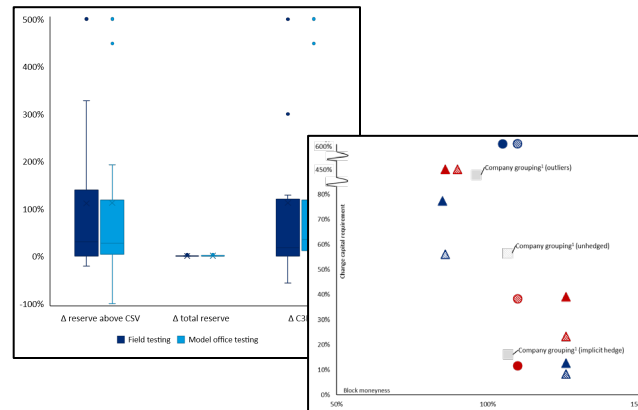 500%
400%
300%
200%
100%
0%
-100%
Δ reserve above CSV
Δ total reserve
Δ C3
Field testing
Model office testing
600%
450%
80%
70%
60%
50%
40%
30%
20%
10%
0%
Change capital requirement
Company grouping¹ (outliers)
Company grouping¹ (unhedged)
Company grouping¹ (implicit hedge)
Block moneyness
50%
100%